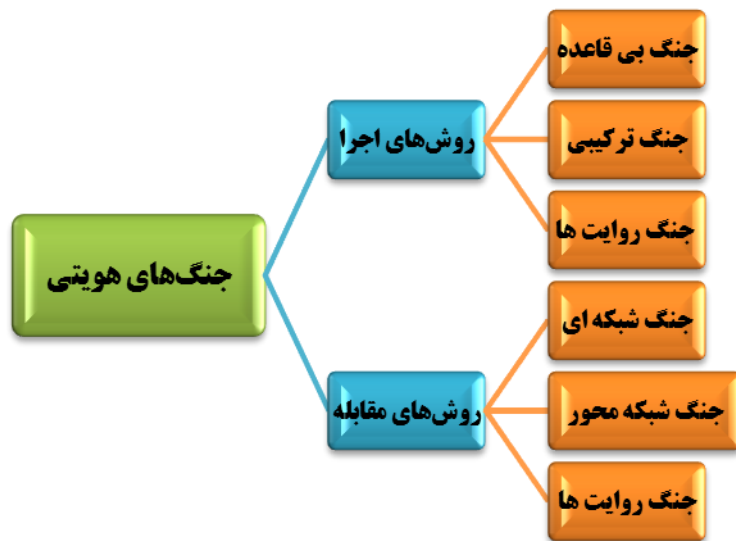 جنگ‌های هویتی
روش‌های اجرا
جنگ بی قاعده
جنگ ترکیبی
جنگ روایت ها
روش‌های مقابله
جنگ شبکه ای
جنگ شبکه محور
جنگ روایت ها